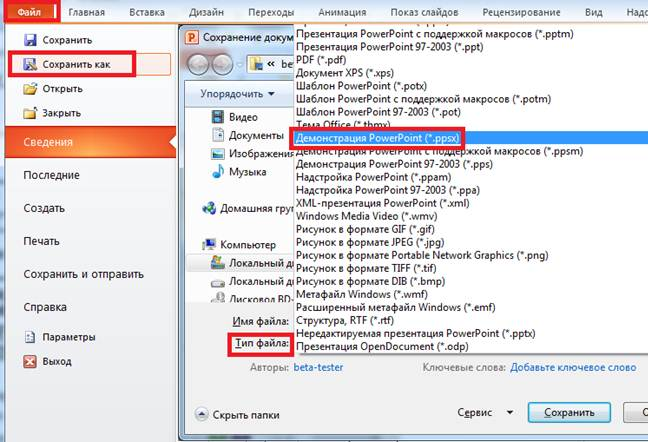 Файл Главная Вставка Дизайн Переходы Анимация Показ слайдов Рецензирование Вид Надст
Сохранить
Сохранить как
Открыть
Закрыть
Сведения
Последние
Создать
Печать
Сохранить и отправить
Справка
Параметры
Выход
Сохранение докум
«
Упорядочить
Видео
Документы
Изображения
Музыка
Домашняя груп
Компьютер
Локальный ди
Локальный ди
Дисковод BD-
Презентация PowerPoint с поддержкой макросов (*.pptm)
Презентация PowerPoint 97-2003 (*.ppt)
PDF (*.pdf)
Документ XPS (*.xps)
Шаблон PowerPoint (*.potx)
Шаблон PowerPoint с поддержкой макросов (*.potm)
Шаблон PowerPoint 97-2003 (*.pot)
Тема Office (*.thmx)
Демонстрация PowerPoint (*.ppsx)
Демонстрация PowerPoint с поддержкой макросов (*.ppsm)
Демонстрация PowerPoint 97-2003 (*.pps)
Надстройка PowerPoint (*.ppam)
Надстройка PowerPoint 97-2003 (*.ppa)
XML-презентация PowerPoint (*.xml)
Windows Media Video (*.wmv)
Рисунок в формате GIF (*.gif)
Рисунок в формате JPEG (*.jpg)
Рисунок в формате Portable Network Graphics (*.png)
Рисунок в формате TIFF (*.tif)
Рисунок в формате DIB (*.bmp)
Метафайл Windows (*.wmf)
Расширенный метафайл Windows (*.emf)
Структура, RTF (*.rtf)
Нередактируемая презентация PowerPoint (*.pptx)
Презентация OpenDocument (*.odp)
Имя файла:
Тип файла:
Авторы: beta-tester Ключевые слова: Добавьте ключевое слово
Скрыть папки Сервис Сохранить